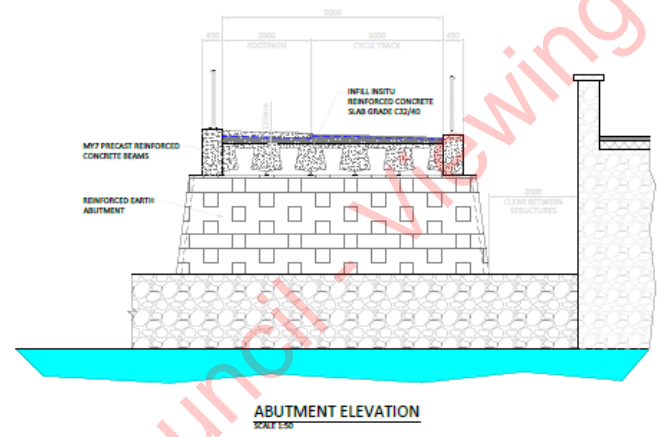 5000
450
2000
3000
450
FOOTPATH
CYCLE TRACK
INFILL INSITU
REINFORCED CONCRETE
SLAB GRADE C32/40
MY7 PRECAST REINFORCED
CONCRETE BEAMS
REINFORCED EARTH
ABUTMENT
2000
CLEAR BETWEEN
STRUCTURES
uncil - Viewing
ABUTMENT ELEVATION
SCALE 1:50